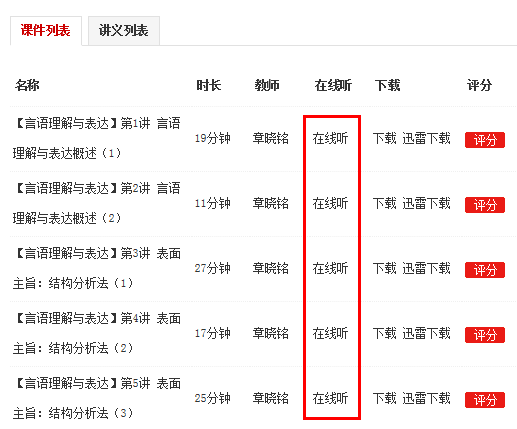 课件列表 讲义列表
名称 时长 教师 在线听 下载 评分
【言语理解与表达】第1讲 言语
理解与表达概述（1）
19分钟 章晓铭 在线听 下载 迅雷下载 评分
【言语理解与表达】第2讲 言语
理解与表达概述（2）
11分钟 章晓铭 在线听 下载 迅雷下载 评分
【言语理解与表达】第3讲 表面
主旨：结构分析法（1）
27分钟 章晓铭 在线听 下载 迅雷下载 评分
【言语理解与表达】第4讲 表面
主旨：结构分析法（2）
17分钟 章晓铭 在线听 下载 迅雷下载 评分
【言语理解与表达】第5讲 表面
主旨：结构分析法（3）
25分钟 章晓铭 在线听 下载 迅雷下载 评分